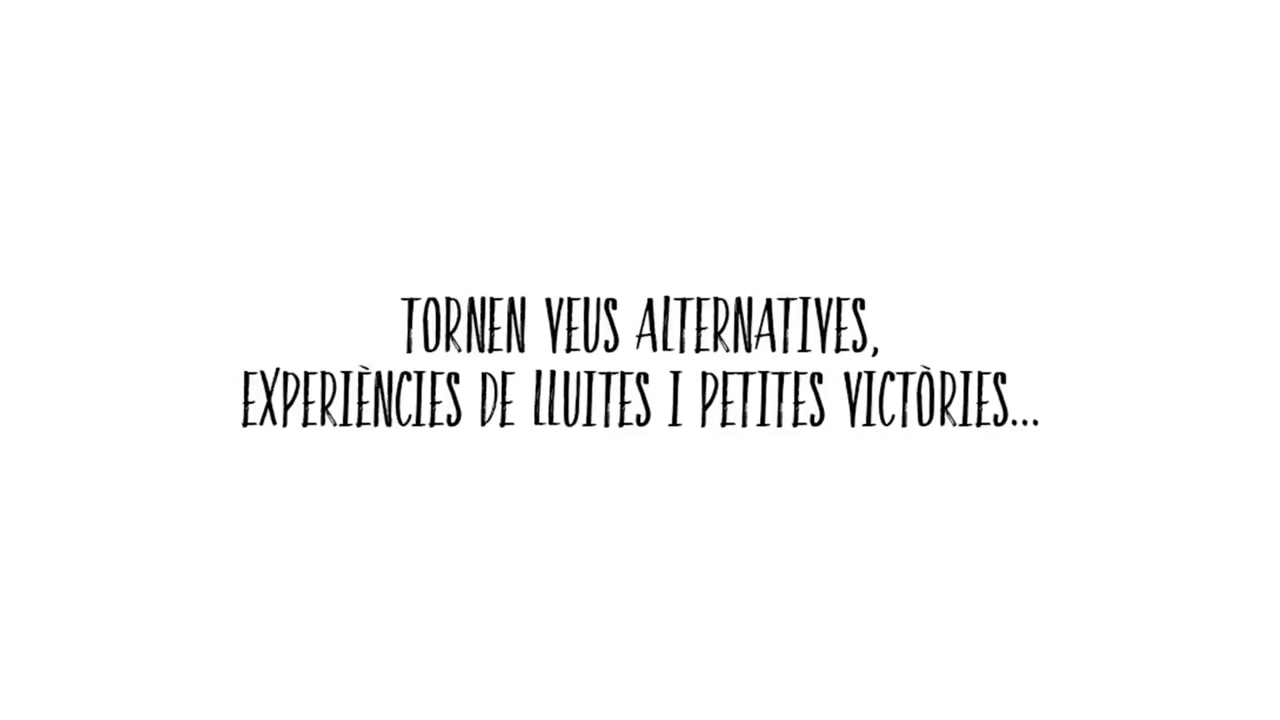 TORNEN VEUS ALTERNATIVES,
EXPERIÈNCIES DE LLUITES I PETITES VICTÒRIES...